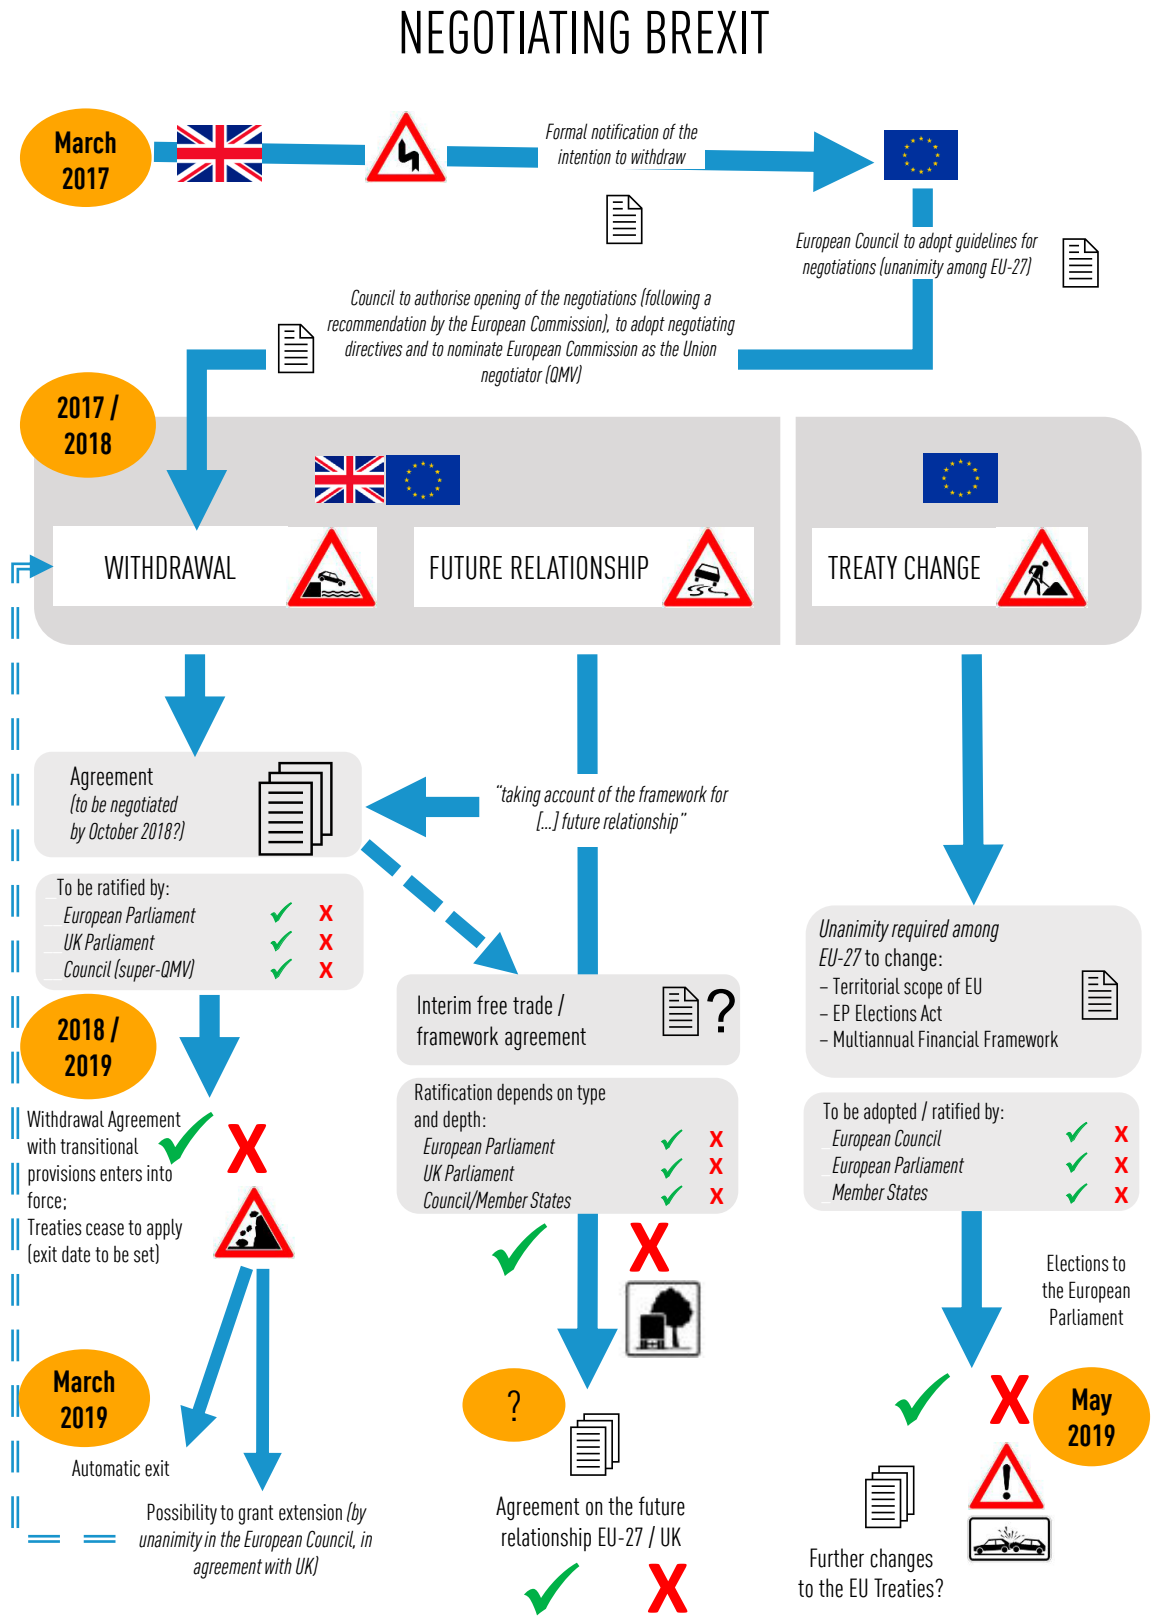 NEGOTIATING BREXIT
March
2017
Formal notification of the
intention to withdraw
European Council to adopt guidelines for
negotiations (unanimity among EU-27)
Council to authorise opening of the negotiations (following a
recommendation by the European Commission), to adopt negotiating
directives and to nominate European Commission as the Union
negotiator (QMV)
2017 /
2018
WITHDRAWAL
FUTURE RELATIONSHIP
TREATY CHANGE
Agreement
(to be negotiated
by October 2018?)
"taking account of the framework for
[...] future relationship"
To be ratified by:
European Parliament ✓ X
UK Parliament ✓ X
Council (super-QMV) ✓ X
2018 /
2019
Withdrawal Agreement
with transitional
provisions enters into
force;
Treaties cease to apply
(exit date to be set)
✓ X
March
2019
Automatic exit
Possibility to grant extension (by
unanimity in the European Council, in
agreement with UK)
Interim free trade /
framework agreement
?
Ratification depends on type
and depth:
European Parliament ✓ X
UK Parliament ✓ X
Council/Member States ✓ X
✓ X
?
Agreement on the future
relationship EU-27 / UK
✓ X
Unanimity required among
EU-27 to change:
– Territorial scope of EU
– EP Elections Act
– Multiannual Financial Framework
To be adopted / ratified by:
European Council ✓ X
European Parliament ✓ X
Member States ✓ X
Elections to
the European
Parliament
✓ X
May
2019
Further changes
to the EU Treaties?